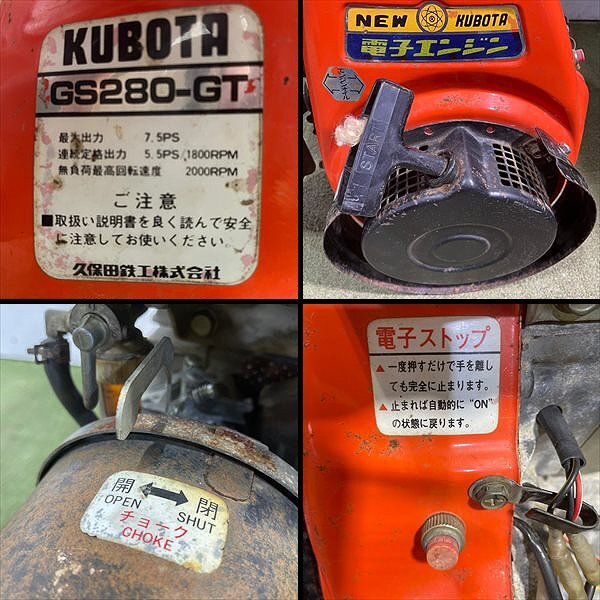 KUBOTA
GS280-GT
最大出力 7.5PS
連続定格出力 5.5PS/1800RPM
無負荷最高回転速度 2000RPM
ご注意
■取扱い説明書を良く読んで安全
に注意してお使いください
久保田鉄工株式会社
NEW KUBOTA
電子エンジン
START
開 閉
OPEN SHUT
チョーク
CHOKE
電子ストップ
▲一度押すだけで手を離し
ても完全に止まります。
▲止まれば自動的に"ON"
の状態に戻ります。